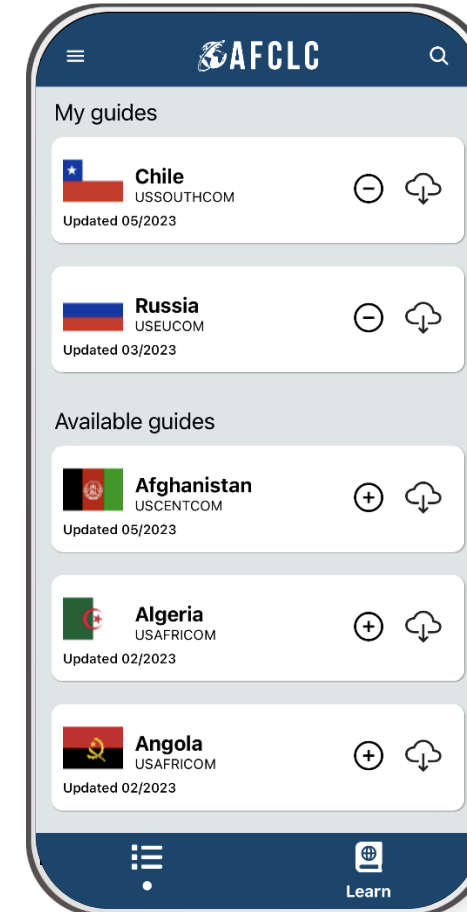 AFCLC
My guides
Chile
USSOUTHCOM
Updated 05/2023
Russia
USEUCOM
Updated 03/2023
Available guides
Afghanistan
USCENTCOM
Updated 05/2023
Algeria
USAFRICOM
Updated 02/2023
Angola
USAFRICOM
Updated 02/2023
Learn